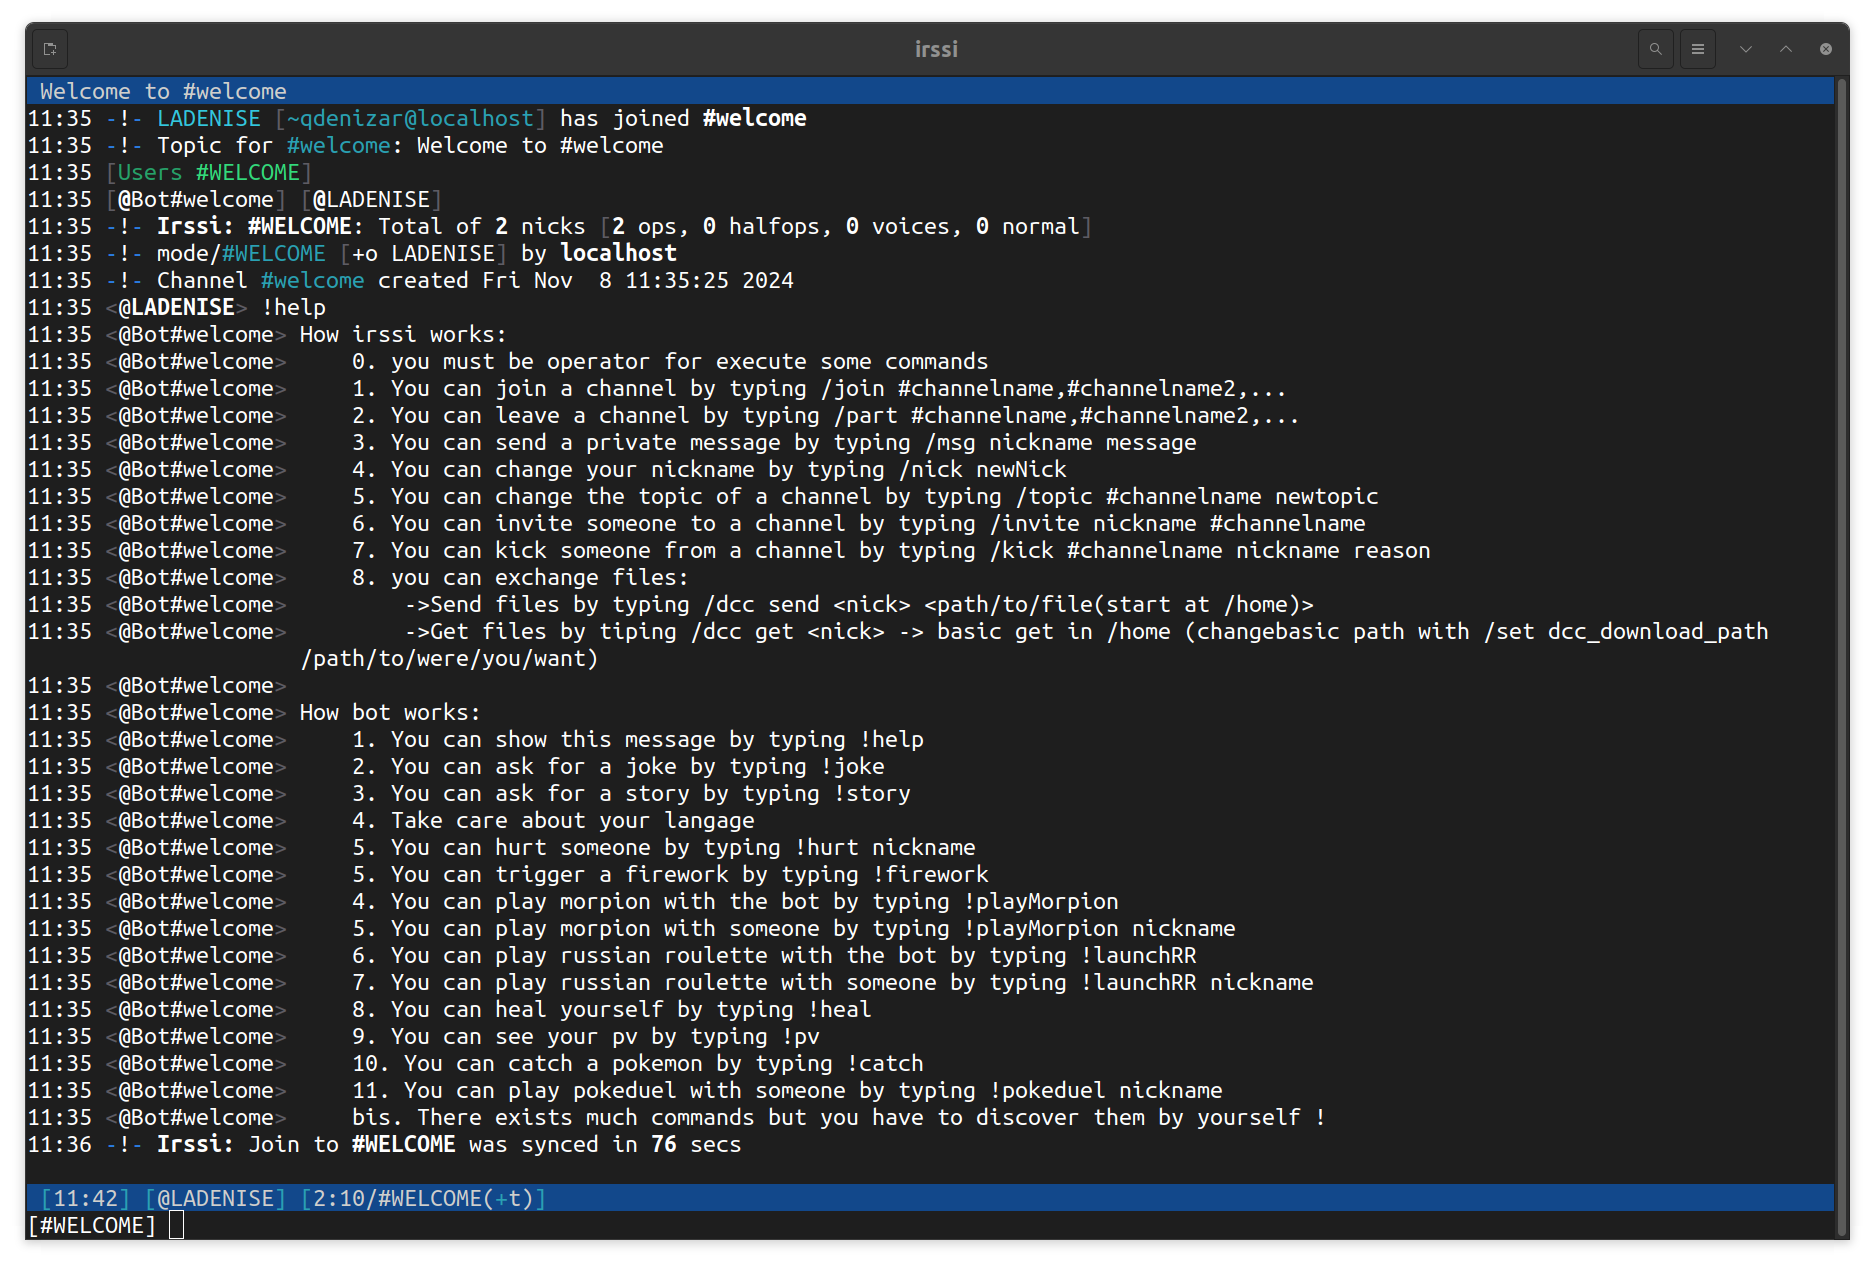 irssi
Welcome to #welcome
11:35 -!- LADENISE [~qdenizar@localhost] has joined #welcome
11:35 -!- Topic for #welcome: Welcome to #welcome
11:35 [Users #WELCOME]
11:35 [@Bot#welcome] [@LADENISE]
11:35 -!- Irssi: #WELCOME: Total of 2 nicks [2 ops, 0 halfops, 0 voices, 0 normal]
11:35 -!- mode/#WELCOME [+o LADENISE] by localhost
11:35 -!- Channel #welcome created Fri Nov  8 11:35:25 2024
11:35 <@LADENISE> !help
11:35 <@Bot#welcome> How irssi works:
11:35 <@Bot#welcome>     0. you must be operator for execute some commands
11:35 <@Bot#welcome>     1. You can join a channel by typing /join #channelname,#channelname2,...
11:35 <@Bot#welcome>     2. You can leave a channel by typing /part #channelname,#channelname2,...
11:35 <@Bot#welcome>     3. You can send a private message by typing /msg nickname message
11:35 <@Bot#welcome>     4. You can change your nickname by typing /nick newNick
11:35 <@Bot#welcome>     5. You can change the topic of a channel by typing /topic #channelname newtopic
11:35 <@Bot#welcome>     6. You can invite someone to a channel by typing /invite nickname #channelname
11:35 <@Bot#welcome>     7. You can kick someone from a channel by typing /kick #channelname nickname reason
11:35 <@Bot#welcome>     8. you can exchange files:
11:35 <@Bot#welcome>         ->Send files by typing /dcc send <nick> <path/to/file(start at /home)>
11:35 <@Bot#welcome>         ->Get files by tiping /dcc get <nick> -> basic get in /home (changebasic path with /set dcc_download_path
/path/to/were/you/want)
11:35 <@Bot#welcome>
11:35 <@Bot#welcome> How bot works:
11:35 <@Bot#welcome>     1. You can show this message by typing !help
11:35 <@Bot#welcome>     2. You can ask for a joke by typing !joke
11:35 <@Bot#welcome>     3. You can ask for a story by typing !story
11:35 <@Bot#welcome>     4. Take care about your langage
11:35 <@Bot#welcome>     5. You can hurt someone by typing !hurt nickname
11:35 <@Bot#welcome>     5. You can trigger a firework by typing !firework
11:35 <@Bot#welcome>     4. You can play morpion with the bot by typing !playMorpion
11:35 <@Bot#welcome>     5. You can play morpion with someone by typing !playMorpion nickname
11:35 <@Bot#welcome>     6. You can play russian roulette with the bot by typing !launchRR
11:35 <@Bot#welcome>     7. You can play russian roulette with someone by typing !launchRR nickname
11:35 <@Bot#welcome>     8. You can heal yourself by typing !heal
11:35 <@Bot#welcome>     9. You can see your pv by typing !pv
11:35 <@Bot#welcome>     10. You can catch a pokemon by typing !catch
11:35 <@Bot#welcome>     11. You can play pokeduel with someone by typing !pokeduel nickname
11:35 <@Bot#welcome>     bis. There exists much commands but you have to discover them by yourself !
11:36 -!- Irssi: Join to #WELCOME was synced in 76 secs
[11:42] [@LADENISE] [2:10/#WELCOME(+t)]
[#WELCOME]